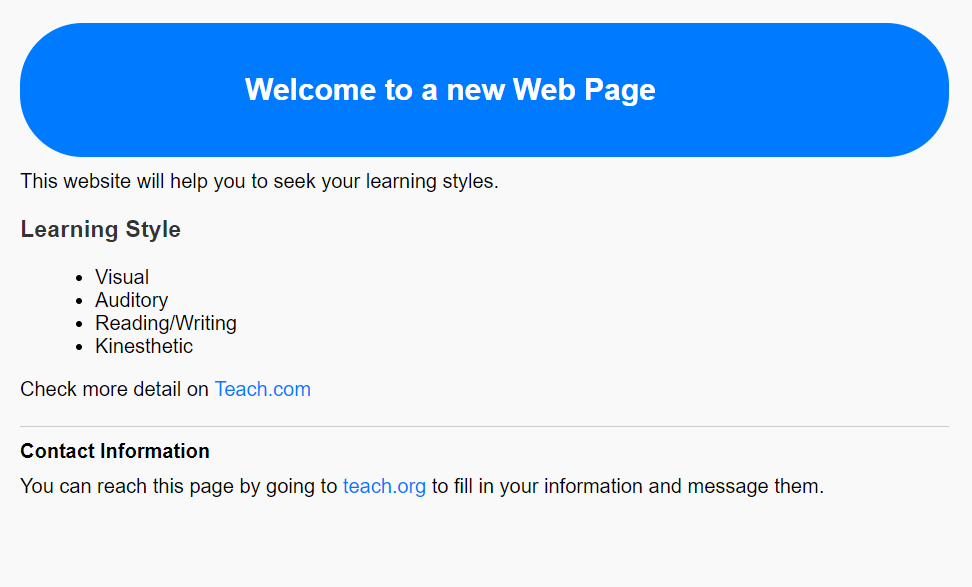 Welcome to a new Web Page
This website will help you to seek your learning styles.
Learning Style
• Visual
• Auditory
• Reading/Writing
• Kinesthetic
Check more detail on Teach.com
Contact Information
You can reach this page by going to teach.org to fill in your information and message them.